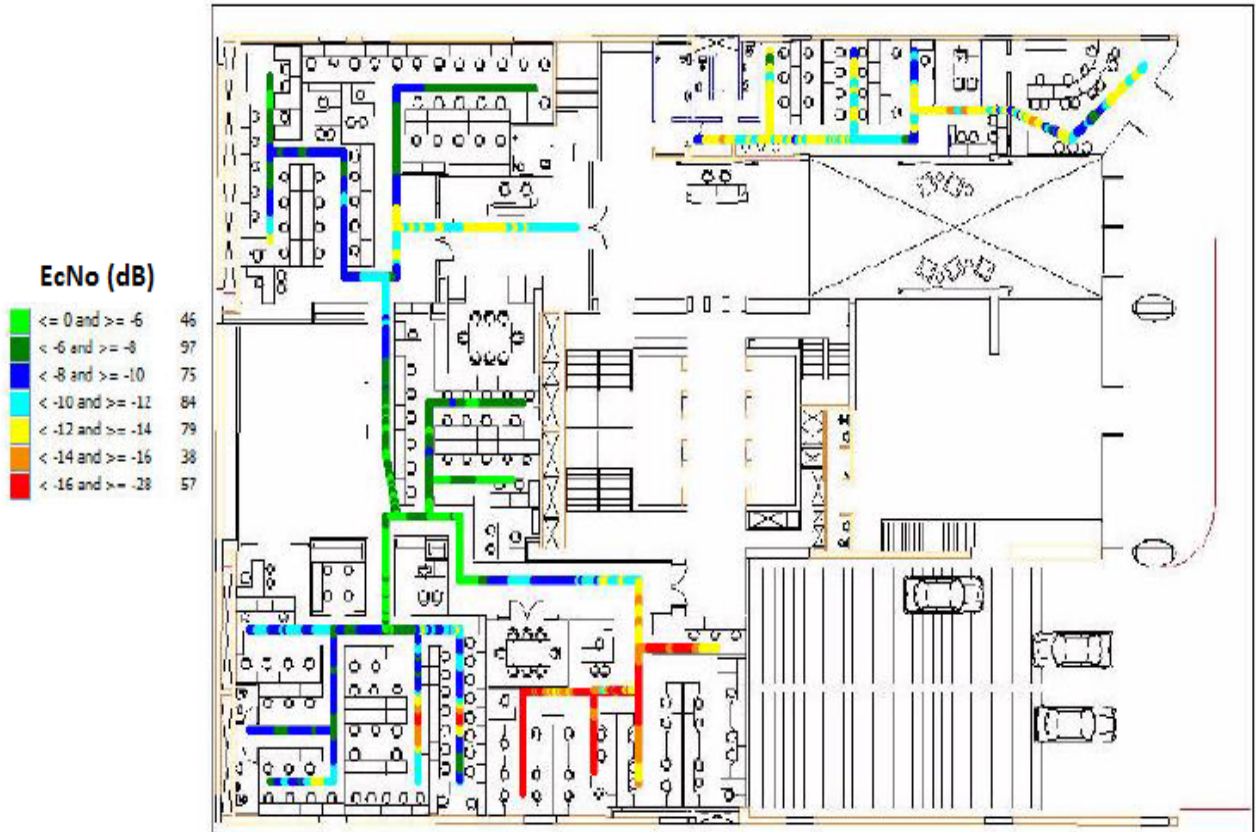 EcNo (dB)
<= 0 and >= -6 46
< -6 and >= -8 97
< -8 and >= -10 75
< -10 and >= -12 84
< -12 and >= -14 79
< -14 and >= -16 38
< -16 and >= -28 57